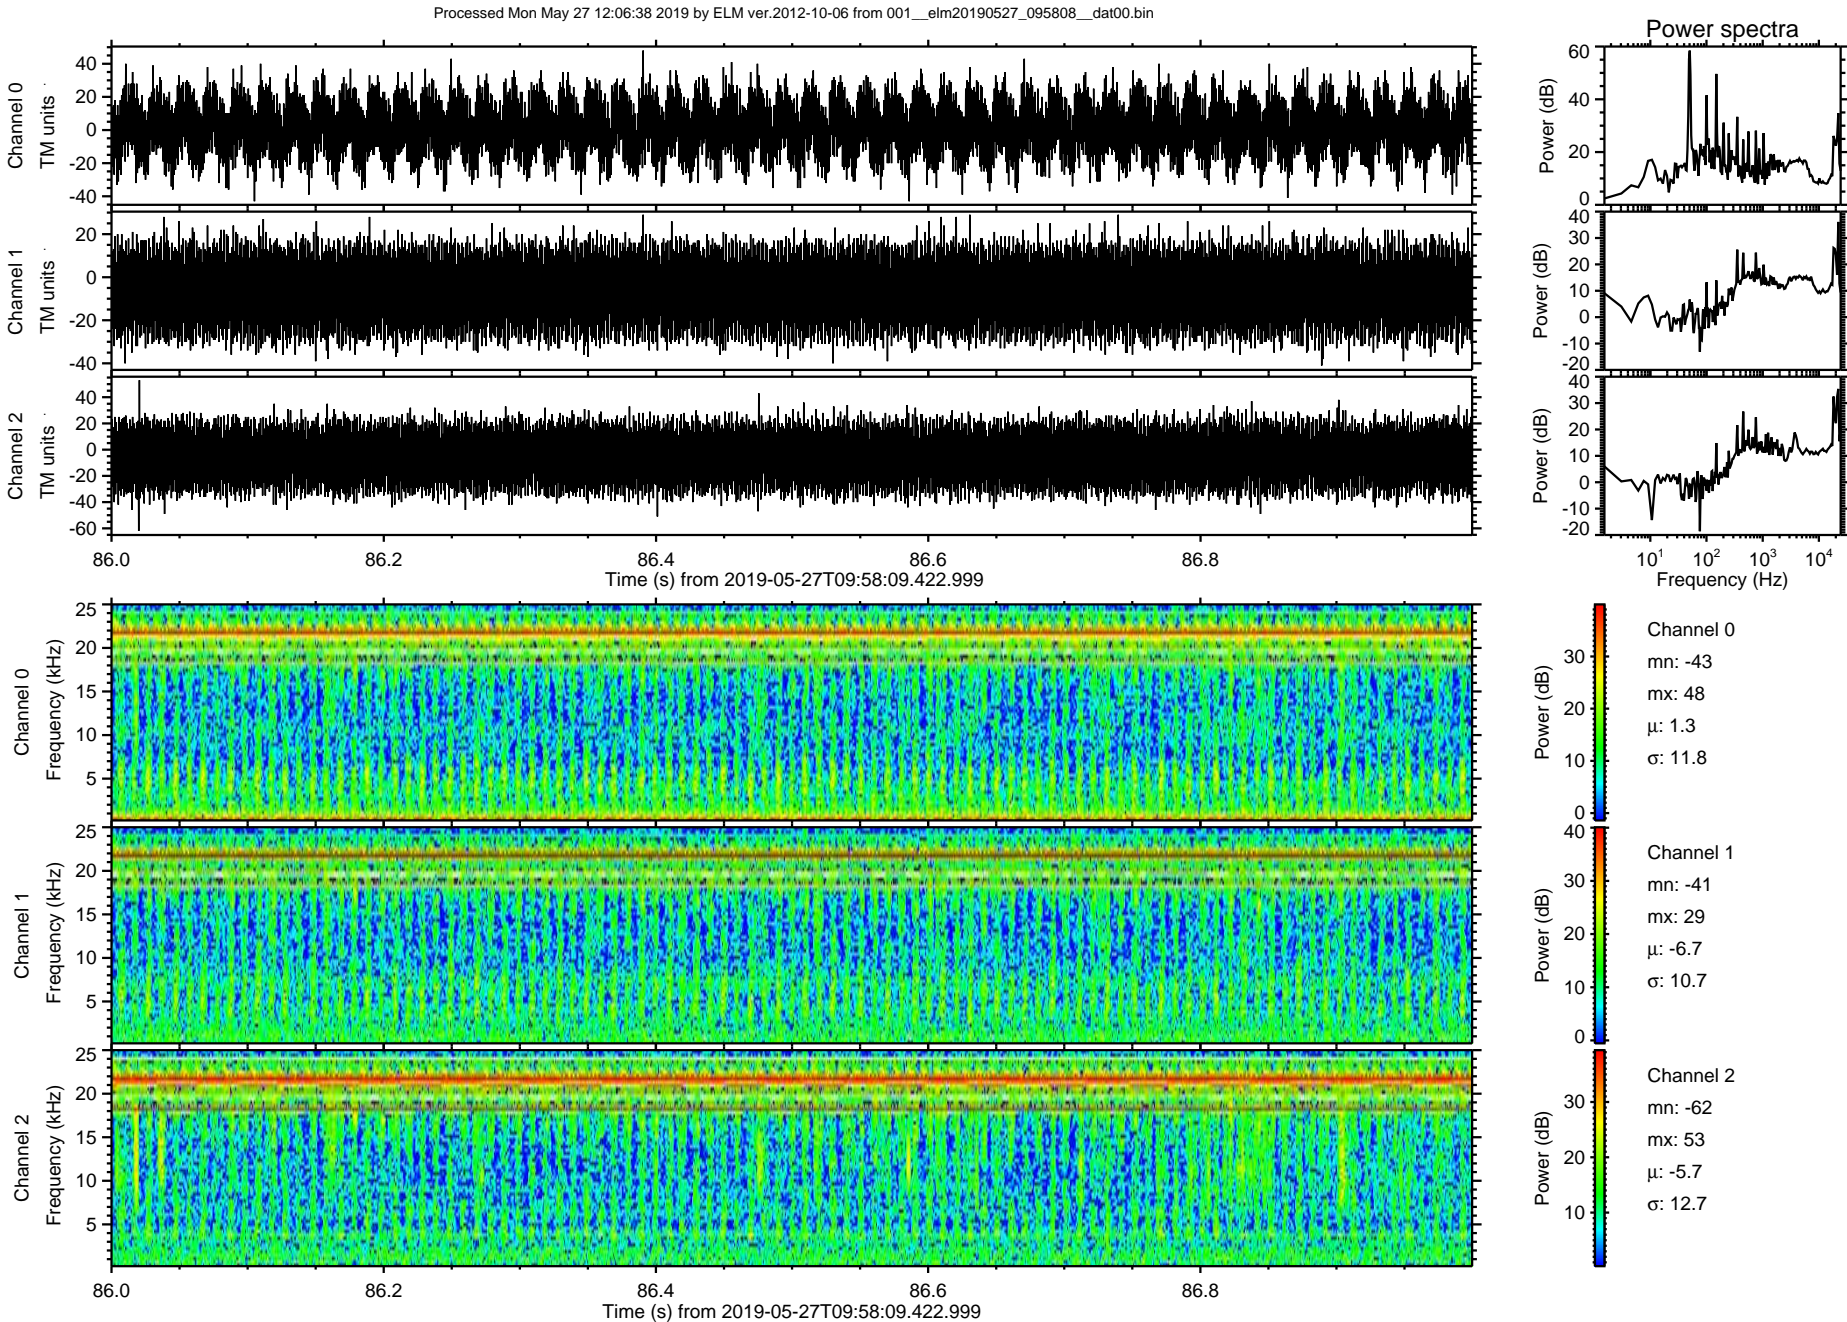 Processed Mon May 27 12:06:38 2019 by ELM ver.2012-10-06 from 001__elm20190527_095808__dat00.bin
Power spectra
Channel 0
TM units
40
20
0
-20
-40
Power (dB)
60
40
20
0
Channel 1
TM units
20
0
-20
-40
Power (dB)
40
30
20
10
0
-10
-20
Channel 2
TM units
40
20
0
-20
-40
-60
Power (dB)
40
30
20
10
0
-10
-20
86.0 86.2 86.4 86.6 86.8
Time (s) from 2019-05-27T09:58:09.422.999
10^1 10^2 10^3 10^4
Frequency (Hz)
Channel 0
Frequency (kHz)
25
20
15
10
5
Power (dB)
30
20
10
0
Channel 0
mn: -43
mx: 48
μ: 1.3
σ: 11.8
Channel 1
Frequency (kHz)
25
20
15
10
5
Power (dB)
40
30
20
10
0
Channel 1
mn: -41
mx: 29
μ: -6.7
σ: 10.7
Channel 2
Frequency (kHz)
25
20
15
10
5
Power (dB)
30
20
10
Channel 2
mn: -62
mx: 53
μ: -5.7
σ: 12.7
86.0 86.2 86.4 86.6 86.8
Time (s) from 2019-05-27T09:58:09.422.999